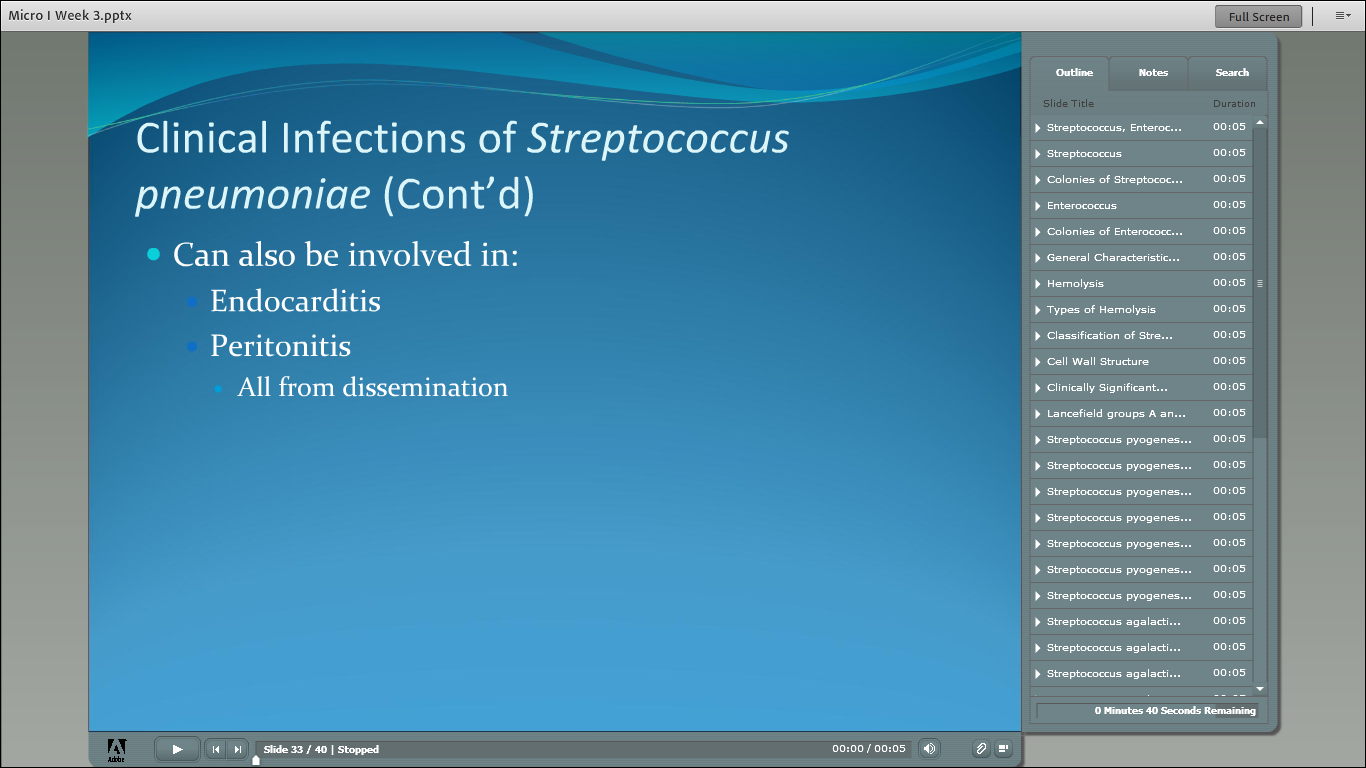 Micro I Week 3.pptx
Full Screen
Clinical Infections of Streptococcus
pneumoniae (Cont’d)
Can also be involved in:
Endocarditis
Peritonitis
All from dissemination
Outline Notes Search
Slide Title Duration
Streptococcus, Enteroc... 00:05
Streptococcus 00:05
Colonies of Streptococ... 00:05
Enterococcus 00:05
Colonies of Enterococc... 00:05
General Characteristic... 00:05
Hemolysis 00:05
Types of Hemolysis 00:05
Classification of Stre... 00:05
Cell Wall Structure 00:05
Clinically Significant... 00:05
Lancefield groups A an... 00:05
Streptococcus pyogenes... 00:05
Streptococcus pyogenes... 00:05
Streptococcus pyogenes... 00:05
Streptococcus pyogenes... 00:05
Streptococcus pyogenes... 00:05
Streptococcus pyogenes... 00:05
Streptococcus pyogenes... 00:05
Streptococcus agalacti... 00:05
Streptococcus agalacti... 00:05
Streptococcus agalacti... 00:05
0 Minutes 40 Seconds Remaining
Adobe
Slide 33 / 40 | Stopped 00:00 / 00:05